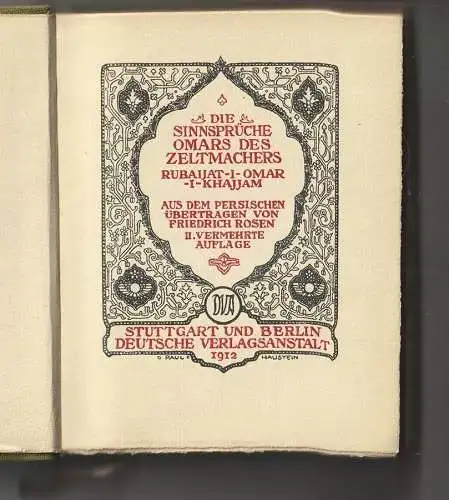 DIE
SINNSPRÜCHE
OMARS DES
ZELTMACHERS
RUBAIJAT-I-OMAR
-I-KHAJJAM
AUS DEM PERSISCHEN
ÜBERTRAGEN VON
FRIEDRICH ROSEN
II. VERMEHRTE
AUFLAGE
DVA
STUTTGART UND BERLIN
DEUTSCHE VERLAGSANSTALT
1912
PAUL HAUSTEIN